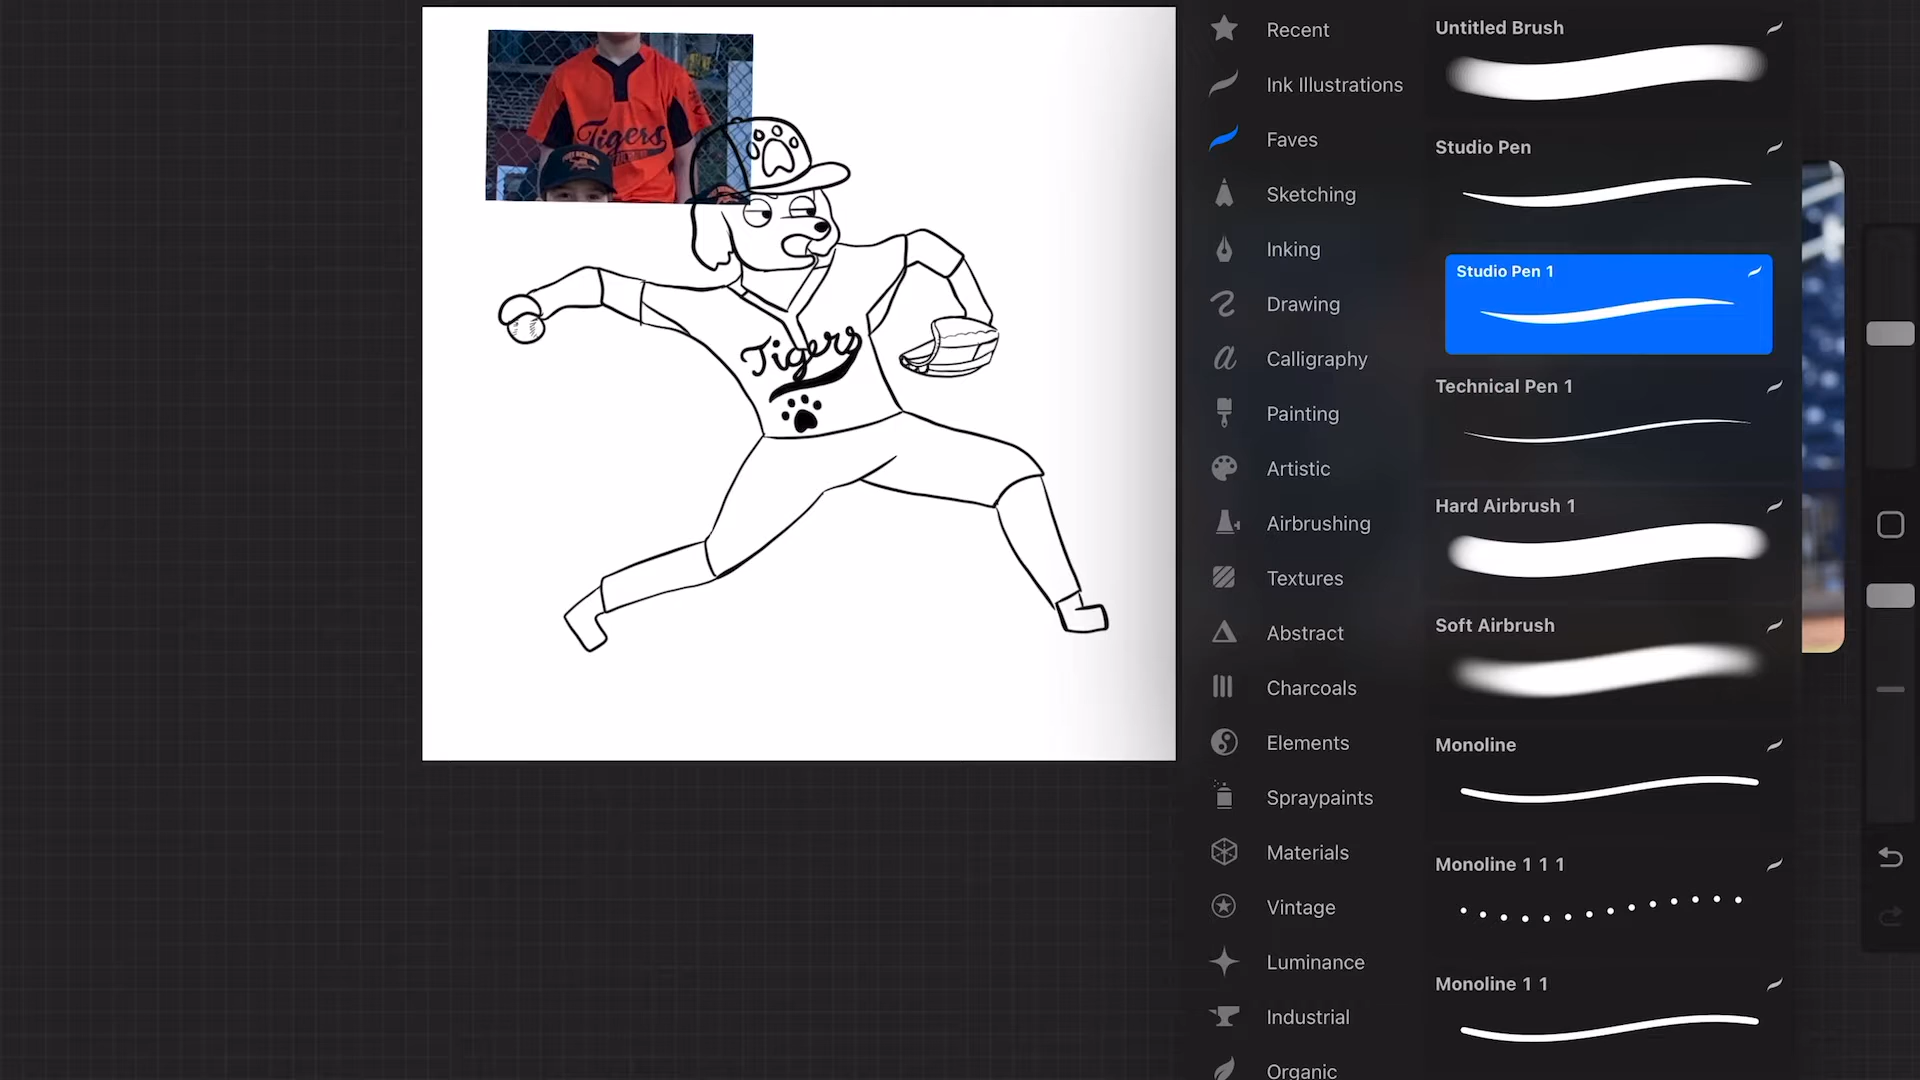 Tigers
Tigers
Recent
Ink Illustrations
Faves
Sketching
Inking
Drawing
Calligraphy
Painting
Artistic
Airbrushing
Textures
Abstract
Charcoals
Elements
Spraypaints
Materials
Vintage
Luminance
Industrial
Organic
Untitled Brush
Studio Pen
Studio Pen 1
Technical Pen 1
Hard Airbrush 1
Soft Airbrush
Monoline
Monoline 1 1 1
Monoline 1 1